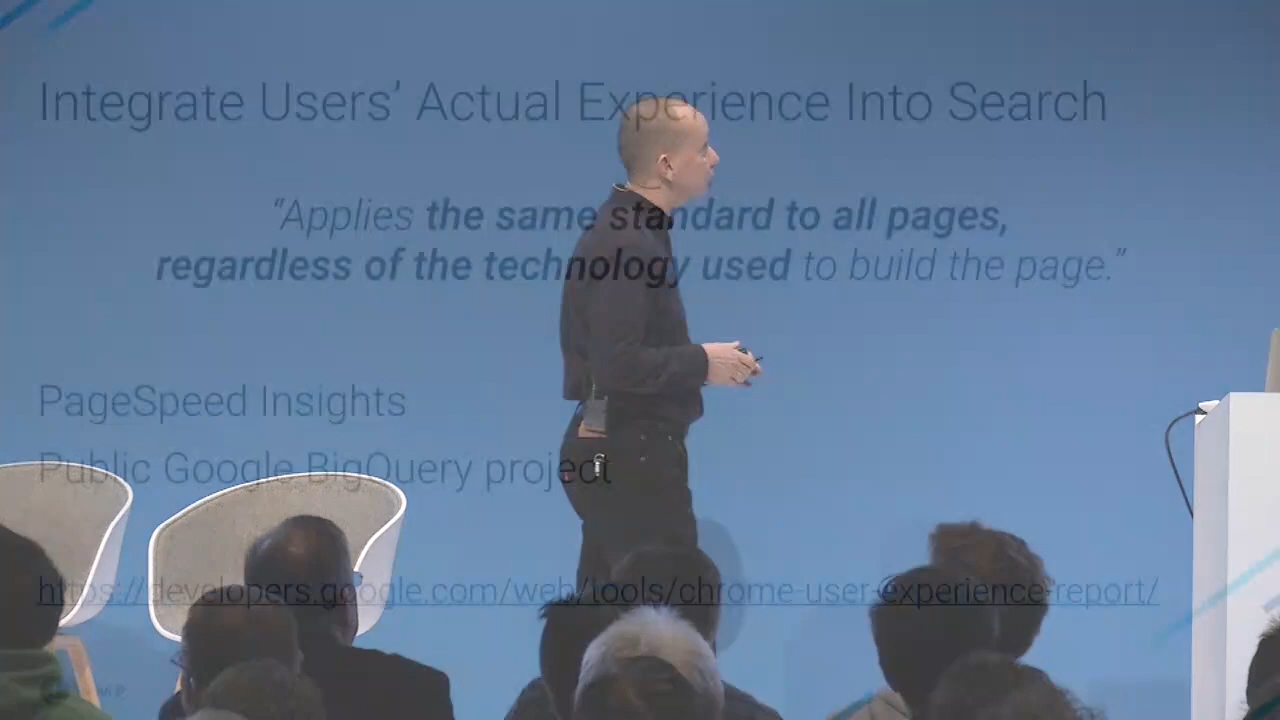 Integrate Users’ Actual Experience Into Search
“Applies the same standard to all pages,
regardless of the technology used to build the page.”
PageSpeed Insights
Public Google BigQuery project
https://developers.google.com/web/tools/chrome-user-experience-report/